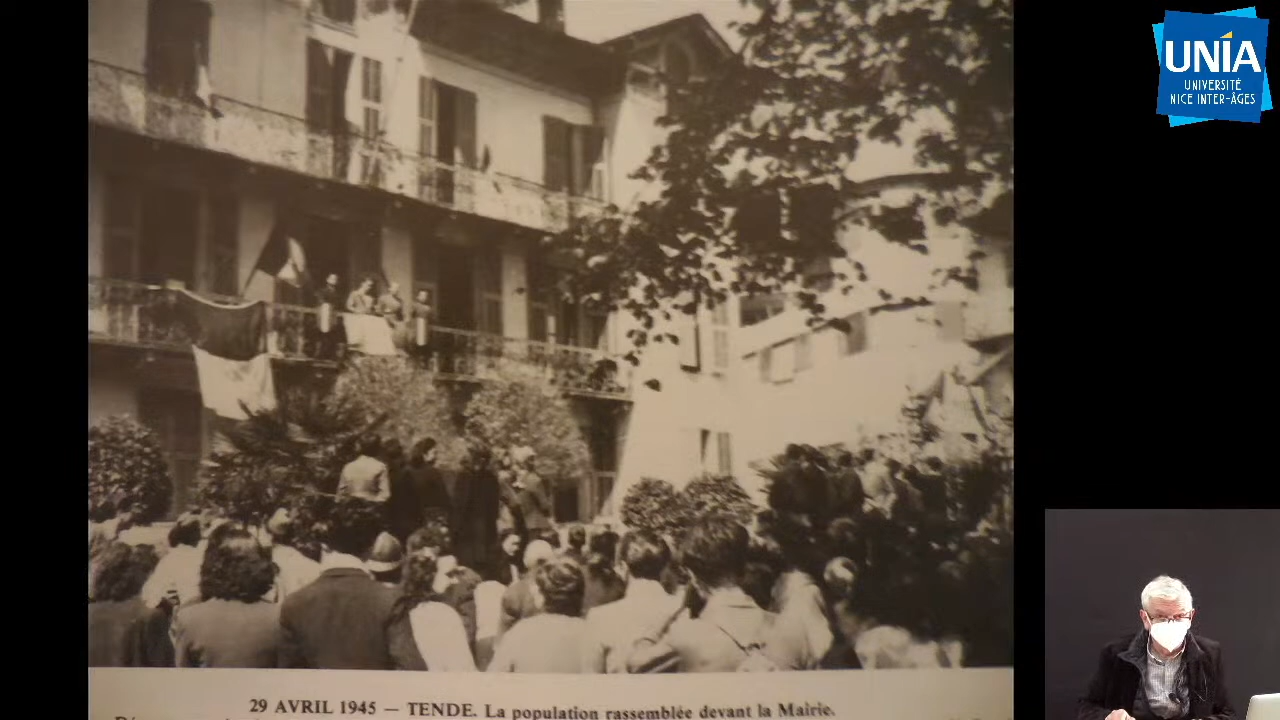 UNIA
UNIVERSITÉ
NICE INTER-ÂGES
29 AVRIL 1945 — TENDE. La population rassemblée devant la Mairie.